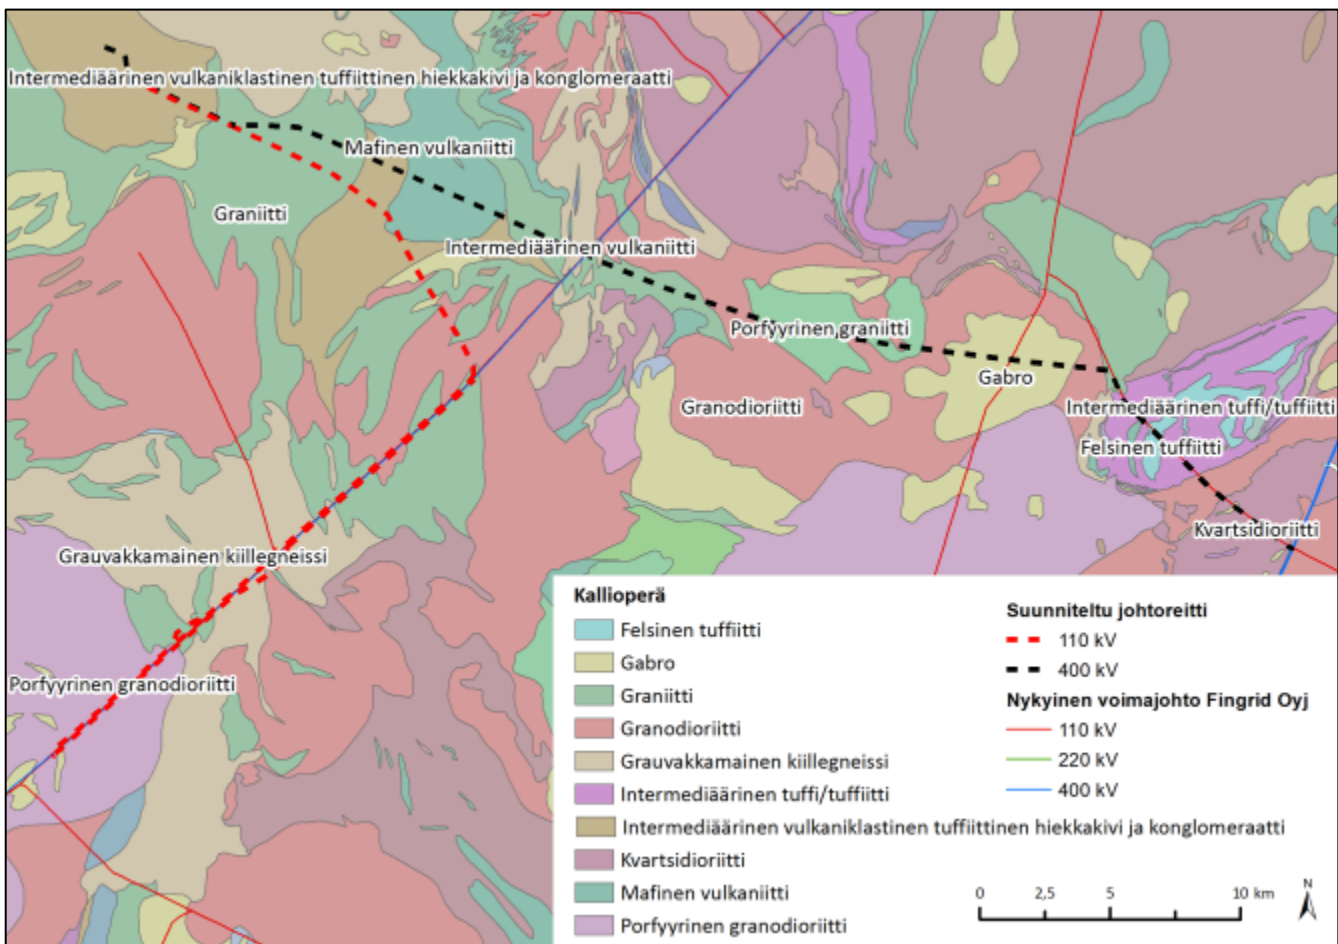 Intermediäärinen vulkaniklastinen tuffiittinen hiekkakivi ja konglomeraatti
Mafinen vulkaniitti
Graniitti
Intermediäärinen vulkaniitti
Porfyyrinen graniitti
Gabro
Granodioriitti
Intermediäärinen tuffi/tuffiitti
Felsinen tuffiitti
Kvartsidioriitti
Grauvakkamainen kiillegneissi
Porfyyrinen granodioriitti
Kallioperä
Felsinen tuffiitti
Gabro
Graniitti
Granodioriitti
Grauvakkamainen kiillegneissi
Intermediäärinen tuffi/tuffiitti
Intermediäärinen vulkaniklastinen tuffiittinen hiekkakivi ja konglomeraatti
Kvartsidioriitti
Mafinen vulkaniitti
Porfyyrinen granodioriitti
Suunniteltu johtoreitti
110 kV
400 kV
Nykyinen voimajohto Fingrid Oyj
110 kV
220 kV
400 kV
0 2,5 5 10 km
N